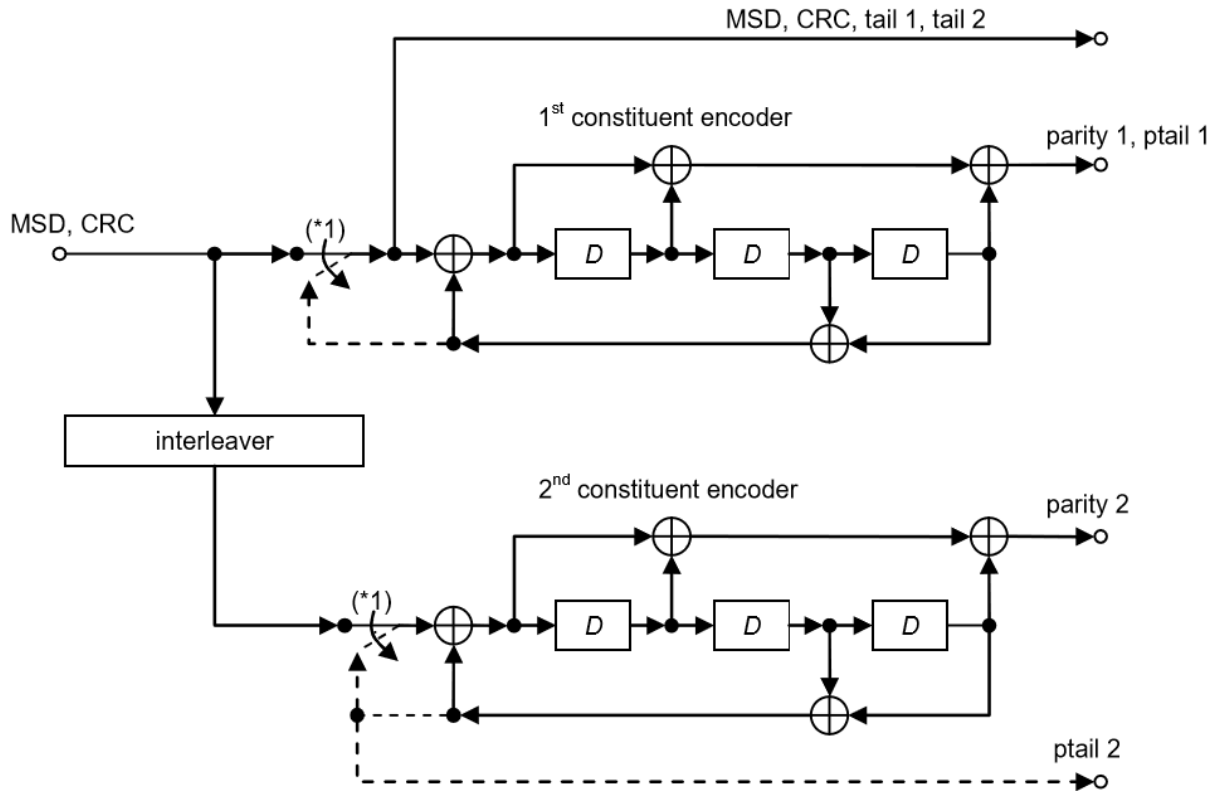 MSD, CRC, tail 1, tail 2
1st constituent encoder
parity 1, ptail 1
MSD, CRC
(*1)
D
D
D
interleaver
2nd constituent encoder
parity 2
(*1)
D
D
D
ptail 2